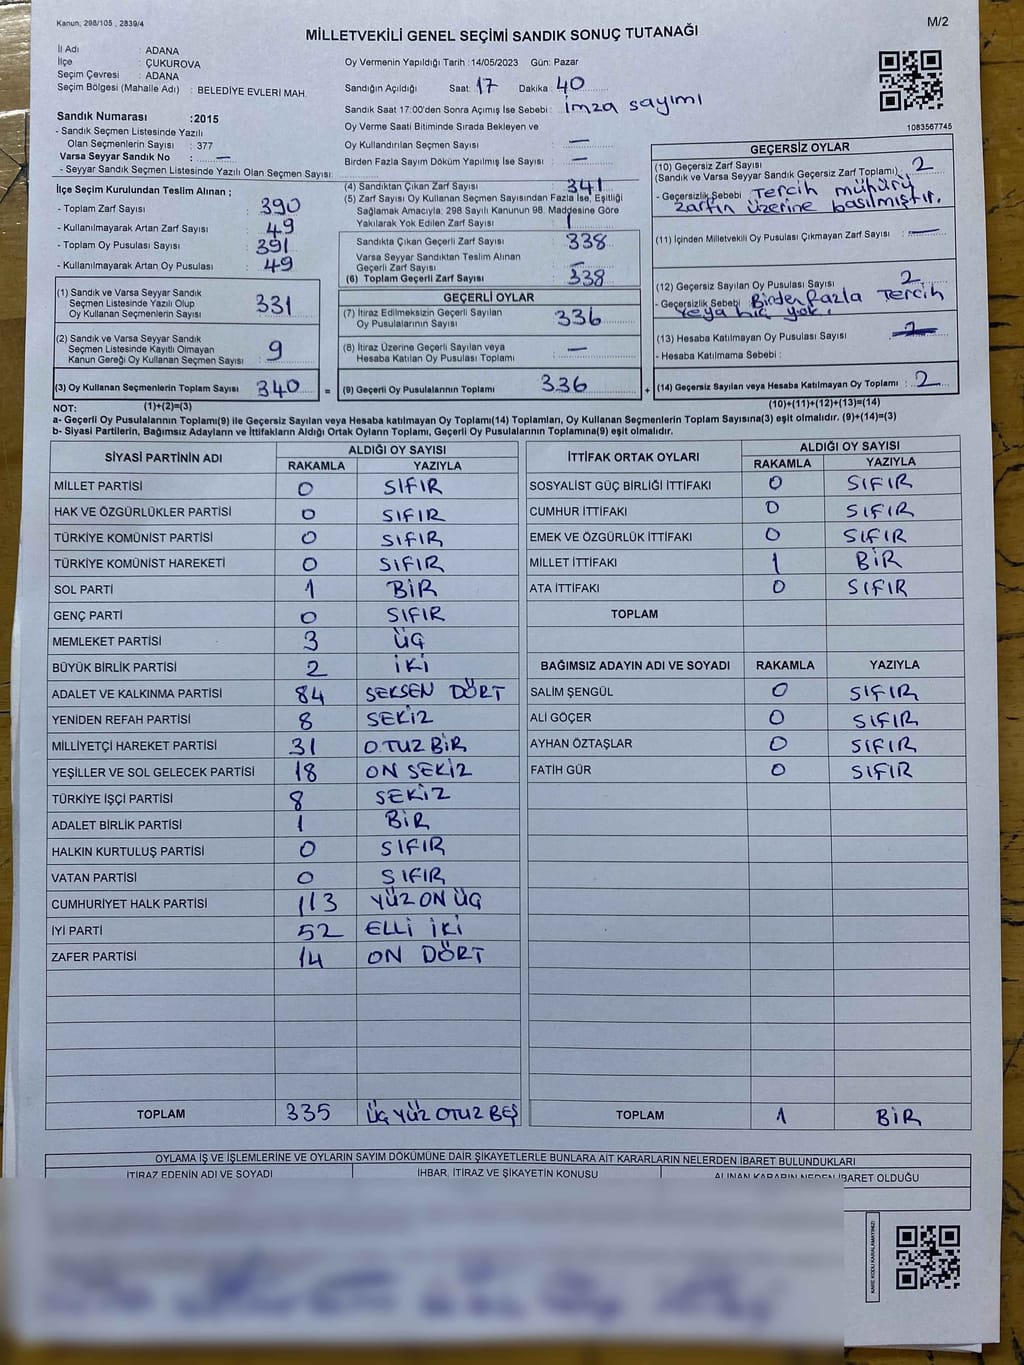 Kanun; 298/105 , 2839/4
M/2
MİLLETVEKİLİ GENEL SEÇİMİ SANDIK SONUÇ TUTANAĞI
İl Adı : ADANA
İlçe : ÇUKUROVA
Seçim Çevresi : ADANA
Seçim Bölgesi (Mahalle Adı) : BELEDİYE EVLERİ MAH.
Sandık Numarası :2015
- Sandık Seçmen Listesinde Yazılı
Olan Seçmenlerin Sayısı : 377
Varsa Seyyar Sandık No : —
- Seyyar Sandık Seçmen Listesinde Yazılı Olan Seçmen Sayısı:
Oy Vermenin Yapıldığı Tarih :14/05/2023 Gün: Pazar
Sandığın Açıldığı Saat: 17 Dakika: 40
Sandık Saat 17:00'den Sonra Açımış İse Sebebi : imza sayımı
Oy Verme Saati Bitiminde Sırada Bekleyen ve
Oy Kullandırılan Seçmen Sayısı : —
Birden Fazla Sayım Döküm Yapılmış İse Sayısı : —
1083567745
İlçe Seçim Kurulundan Teslim Alınan ;
- Toplam Zarf Sayısı : 390
- Kullanılmayarak Artan Zarf Sayısı : 49
- Toplam Oy Pusulası Sayısı : 391
- Kullanılmayarak Artan Oy Pusulası : 49
(4) Sandıktan Çıkan Zarf Sayısı : 341
(5) Zarf Sayısı Oy Kullanan Seçmen Sayısından Fazla İse, Eşitliği
Sağlamak Amacıyla; 298 Sayılı Kanunun 98. Maddesine Göre
Yakılarak Yok Edilen Zarf Sayısı : 1
Sandıkta Çıkan Geçerli Zarf Sayısı : 338
Varsa Seyyar Sandıktan Teslim Alınan
Geçerli Zarf Sayısı : —
(6) Toplam Geçerli Zarf Sayısı : 338
GEÇERSİZ OYLAR
(10) Geçersiz Zarf Sayısı
(Sandık ve Varsa Seyyar Sandık Geçersiz Zarf Toplamı) : 2
- Geçersizlik Sebebi : Tercih mühürü
zarfın üzerine basılmıştır.
(11) İçinden Milletvekili Oy Pusulası Çıkmayan Zarf Sayısı : —
(12) Geçersiz Sayılan Oy Pusulası Sayısı : 2
- Geçersizlik Sebebi Birden fazla Tercih
veya hiç yok.
(13) Hesaba Katılmayan Oy Pusulası Sayısı :
- Hesaba Katılmama Sebebi :
(14) Geçersiz Sayılan veya Hesaba Katılmayan Oy Toplamı : 2
(1) Sandık ve Varsa Seyyar Sandık
Seçmen Listesinde Yazılı Olup
Oy Kullanan Seçmenlerin Sayısı : 331
(2) Sandık ve Varsa Seyyar Sandık
Seçmen Listesinde Kayıtlı Olmayan
Kanun Gereği Oy Kullanan Seçmen Sayısı : 9
(3) Oy Kullanan Seçmenlerin Toplam Sayısı : 340 =
GEÇERLİ OYLAR
(7) İtiraz Edilmeksizin Geçerli Sayılan
Oy Pusulalarının Sayısı : 336
(8) İtiraz Üzerine Geçerli Sayılan veya
Hesaba Katılan Oy Pusulası Toplamı : —
(9) Geçerli Oy Pusulalarının Toplamı : 336 +
NOT: (1)+(2)=(3)
(10)+(11)+(12)+(13)=(14)
a- Geçerli Oy Pusulaları Toplamı(9) ile Geçersiz Sayılan veya Hesaba katılmayan Oy Toplamı(14) Toplamları, Oy Kullanan Seçmenlerin Toplam Sayısına(3) eşit olmalıdır. (9)+(14)=(3)
b- Siyasi Partilerin, Bağımsız Adayların ve İttifakların Aldığı Ortak Oyların Toplamı, Geçerli Oy Pusulalarının Toplamına(9) eşit olmalıdır.
SİYASİ PARTİNİN ADI ALDIĞI OY SAYISI
RAKAMLA YAZIYLA
MİLLET PARTİSİ 0 SIFIR
HAK VE ÖZGÜRLÜKLER PARTİSİ 0 SIFIR
TÜRKİYE KOMÜNİST PARTİSİ 0 SIFIR
TÜRKİYE KOMÜNİST HAREKETİ 0 SIFIR
SOL PARTİ 1 BİR
GENÇ PARTİ 0 SIFIR
MEMLEKET PARTİSİ 3 ÜÇ
BÜYÜK BİRLİK PARTİSİ 2 İKİ
ADALET VE KALKINMA PARTİSİ 84 SEKSEN DÖRT
YENİDEN REFAH PARTİSİ 8 SEKİZ
MİLLİYETÇİ HAREKET PARTİSİ 31 OTUZ BİR
YEŞİLLER VE SOL GELECEK PARTİSİ 18 ON SEKİZ
TÜRKİYE İŞÇİ PARTİSİ 8 SEKİZ
ADALET BİRLİK PARTİSİ 1 BİR
HALKIN KURTULUŞ PARTİSİ 0 SIFIR
VATAN PARTİSİ 0 SIFIR
CUMHURİYET HALK PARTİSİ 113 YÜZ ON ÜÇ
İYİ PARTİ 52 ELLİ İKİ
ZAFER PARTİSİ 14 ON DÖRT
TOPLAM 335 ÜÇ YÜZ OTUZ BEŞ
İTTİFAK ORTAK OYLARI ALDIĞI OY SAYISI
RAKAMLA YAZIYLA
SOSYALİST GÜÇ BİRLİĞİ İTTİFAKI 0 SIFIR
CUMHUR İTTİFAKI 0 SIFIR
EMEK VE ÖZGÜRLÜK İTTİFAKI 0 SIFIR
MİLLET İTTİFAKI 1 BİR
ATA İTTİFAKI 0 SIFIR
TOPLAM
BAĞIMSIZ ADAYIN ADI VE SOYADI RAKAMLA YAZIYLA
SALİM ŞENGÜL 0 SIFIR
ALİ GÖÇER 0 SIFIR
AYHAN ÖZTAŞLAR 0 SIFIR
FATİH GÜR 0 SIFIR
TOPLAM 1 BİR
OYLAMA İŞ VE İŞLEMLERİNE VE OYLARIN SAYIM DÖKÜMÜNE DAİR ŞİKAYETLERLE BUNLARA AİT KARARLARIN NELERDEN İBARET BULUNDUKLARI
İTİRAZ EDENİN ADI VE SOYADI İHBAR, İTİRAZ VE ŞİKAYETİN KONUSU ALINAN KARARIN NEDEN İBARET OLDUĞU
KARE KODU KARALAMAYINIZ!